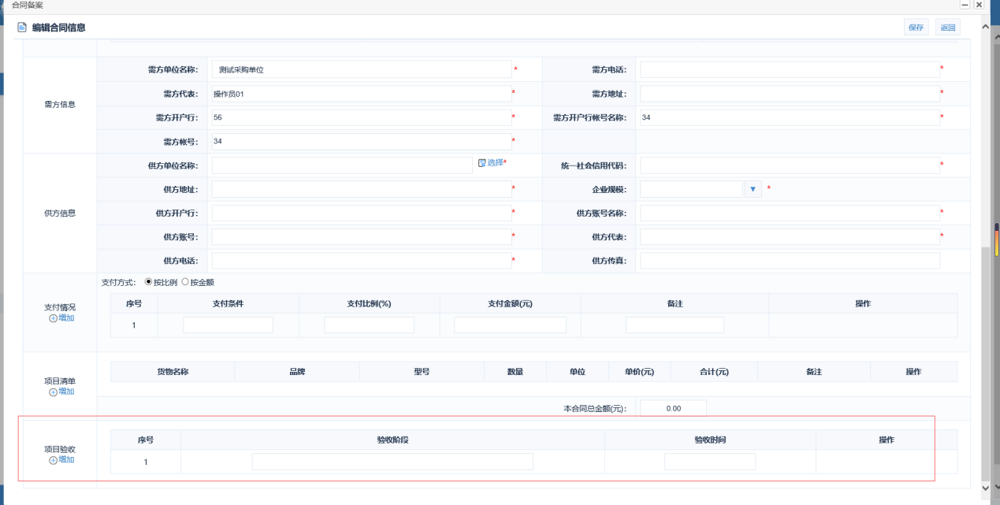 合同备案
编辑合同信息 保存 返回
需方信息
需方单位名称： 测试采购单位 * 需方电话： *
需方代表： 操作员01 * 需方地址： *
需方开户行： 56 * 需方开户行帐号名称： 34 *
需方帐号： 34 *
供方信息
供方单位名称： 选择* 统一社会信用代码： *
供方地址： * 企业规模： *
供方开户行： * 供方账号名称： *
供方账号： * 供方代表： *
供方电话： * 供方传真：
支付情况
增加
支付方式： 按比例 按金额
序号 支付条件 支付比例(%) 支付金额(元) 备注 操作
1
项目清单
增加
货物名称 品牌 型号 数量 单位 单价(元) 合计(元) 备注 操作
本合同总金额(元)： 0.00
项目验收
增加
序号 验收阶段 验收时间 操作
1